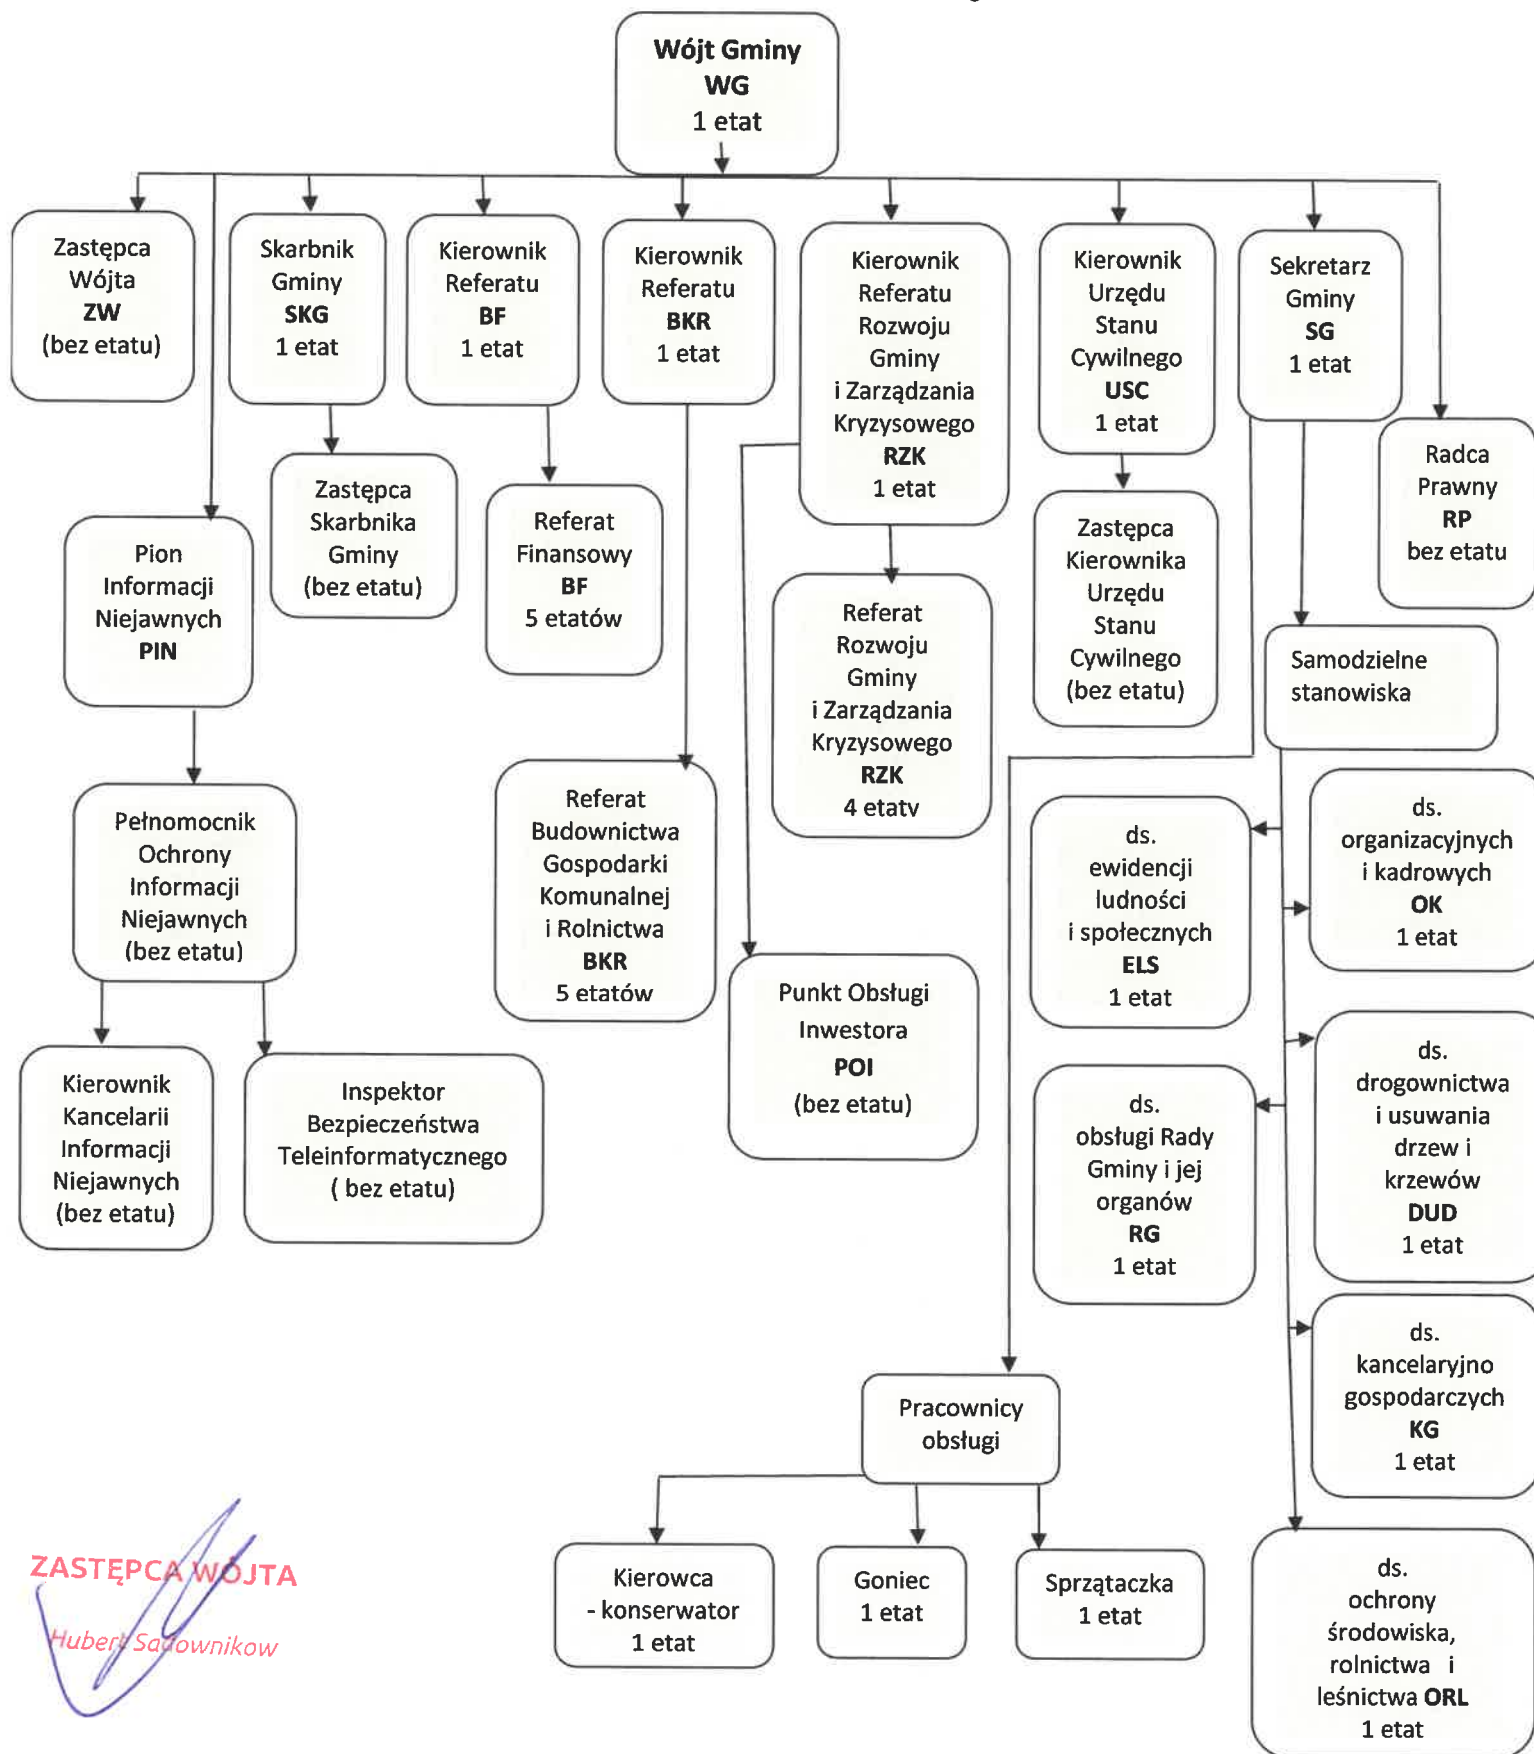 Wójt Gminy
WG
1 etat
Zastępca
Wójta
ZW
(bez etatu)
Skarbnik
Gminy
SKG
1 etat
Kierownik
Referatu
BF
1 etat
Kierownik
Referatu
BKR
1 etat
Kierownik
Referatu
Rozwoju
Gminy
i Zarządzania
Kryzysowego
RZK
1 etat
Kierownik
Urzędu
Stanu
Cywilnego
USC
1 etat
Sekretarz
Gminy
SG
1 etat
Radca
Prawny
RP
bez etatu
Pion
Informacji
Niejawnych
PIN
Zastępca
Skarbnika
Gminy
(bez etatu)
Referat
Finansowy
BF
5 etatów
Referat
Rozwoju
Gminy
i Zarządzania
Kryzysowego
RZK
4 etatv
Zastępca
Kierownika
Urzędu
Stanu
Cywilnego
(bez etatu)
Samodzielne
stanowiska
Pełnomocnik
Ochrony
Informacji
Niejawnych
(bez etatu)
Referat
Budownictwa
Gospodarki
Komunalnej
i Rolnictwa
BKR
5 etatów
Punkt Obsługi
Inwestora
POI
(bez etatu)
ds.
ewidencji
ludności
i społecznych
ELS
1 etat
ds.
organizacyjnych
i kadrowych
OK
1 etat
Kierownik
Kancelarii
Informacji
Niejawnych
(bez etatu)
Inspektor
Bezpieczeństwa
Teleinformatycznego
( bez etatu)
ds.
obsługi Rady
Gminy i jej
organów
RG
1 etat
ds.
drogownictwa
i usuwania
drzew i
krzewów
DUD
1 etat
ds.
kancelaryjno
gospodarczych
KG
1 etat
Pracownicy
obsługi
Kierowca
- konserwator
1 etat
Goniec
1 etat
Sprzątaczka
1 etat
ds.
ochrony
środowiska,
rolnictwa i
leśnictwa ORL
1 etat
ZASTĘPCA WÓJTA
Hubert Sadownikow